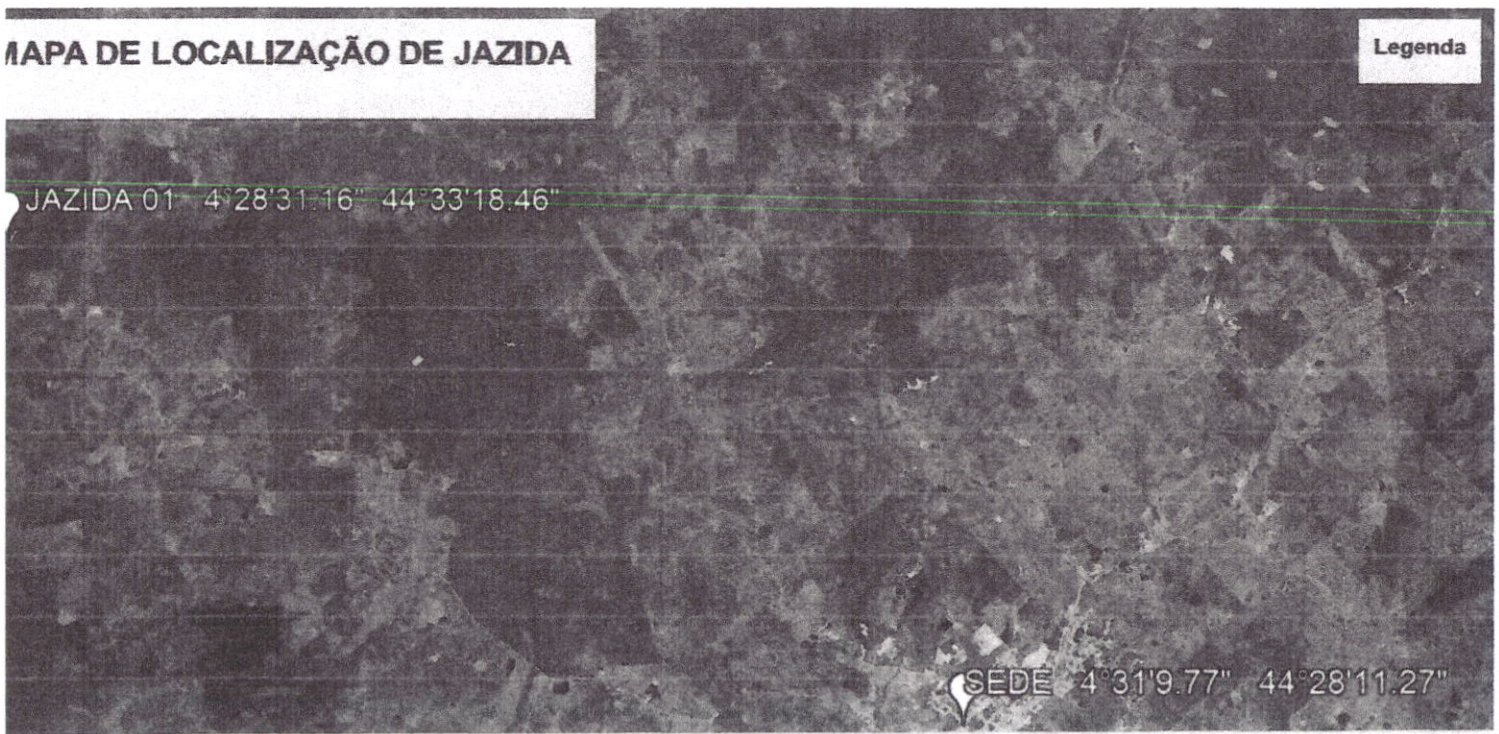 MAPA DE LOCALIZAÇÃO DE JAZIDA
Legenda
JAZIDA 01 4°28'31.16" 44°33'18.46"
SEDE 4°31'9.77" 44°28'11.27"